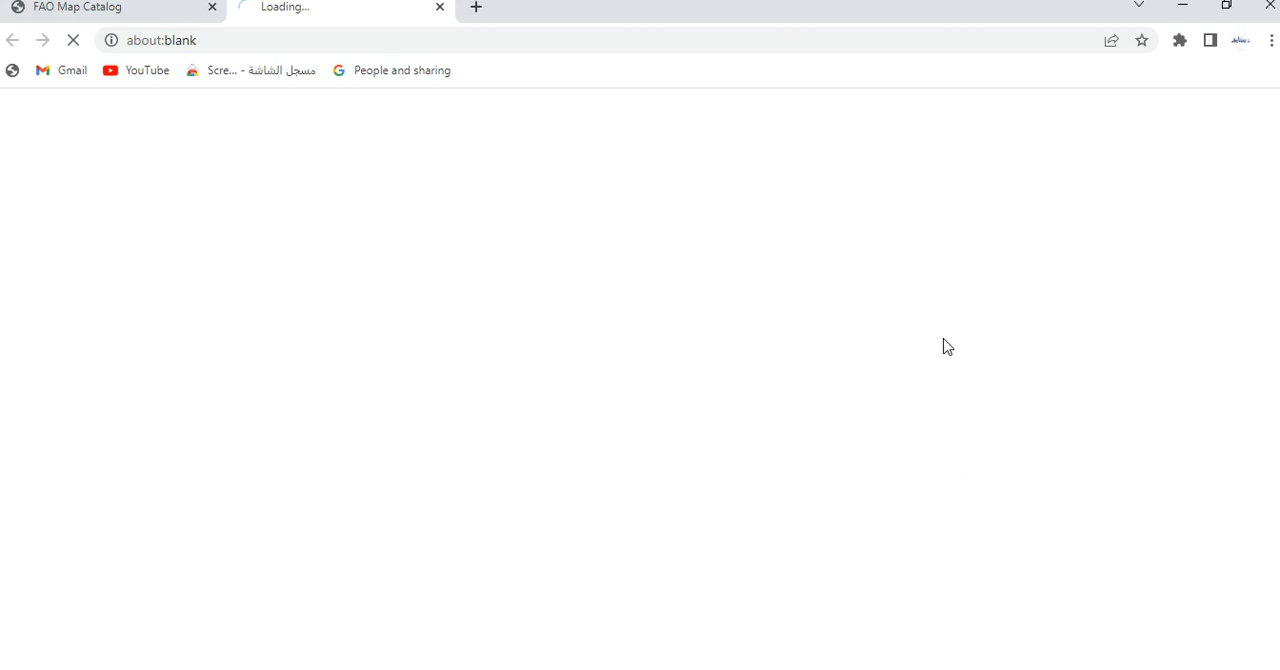 FAO Map Catalog
Loading...
about:blank
Gmail
YouTube
Scre... - مسجل الشاشة
People and sharing